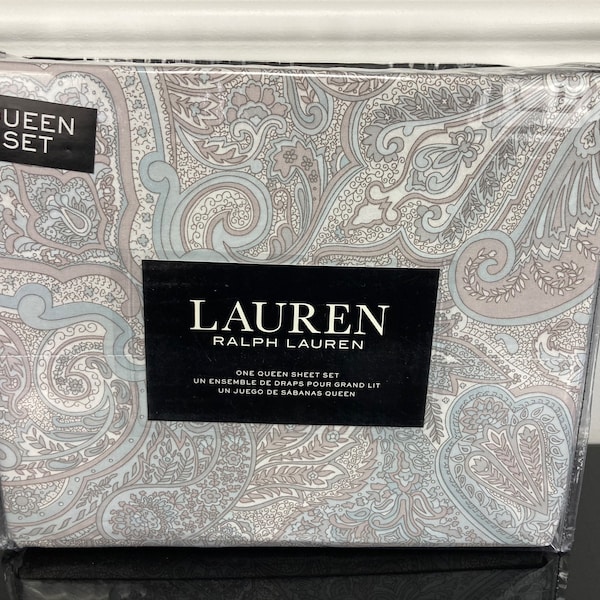 UEEN
SET
LAUREN
RALPH LAUREN
ONE QUEEN SHEET SET
UN ENSEMBLE DE DRAPS POUR GRAND LIT
UN JUEGO DE SÁBANAS QUEEN